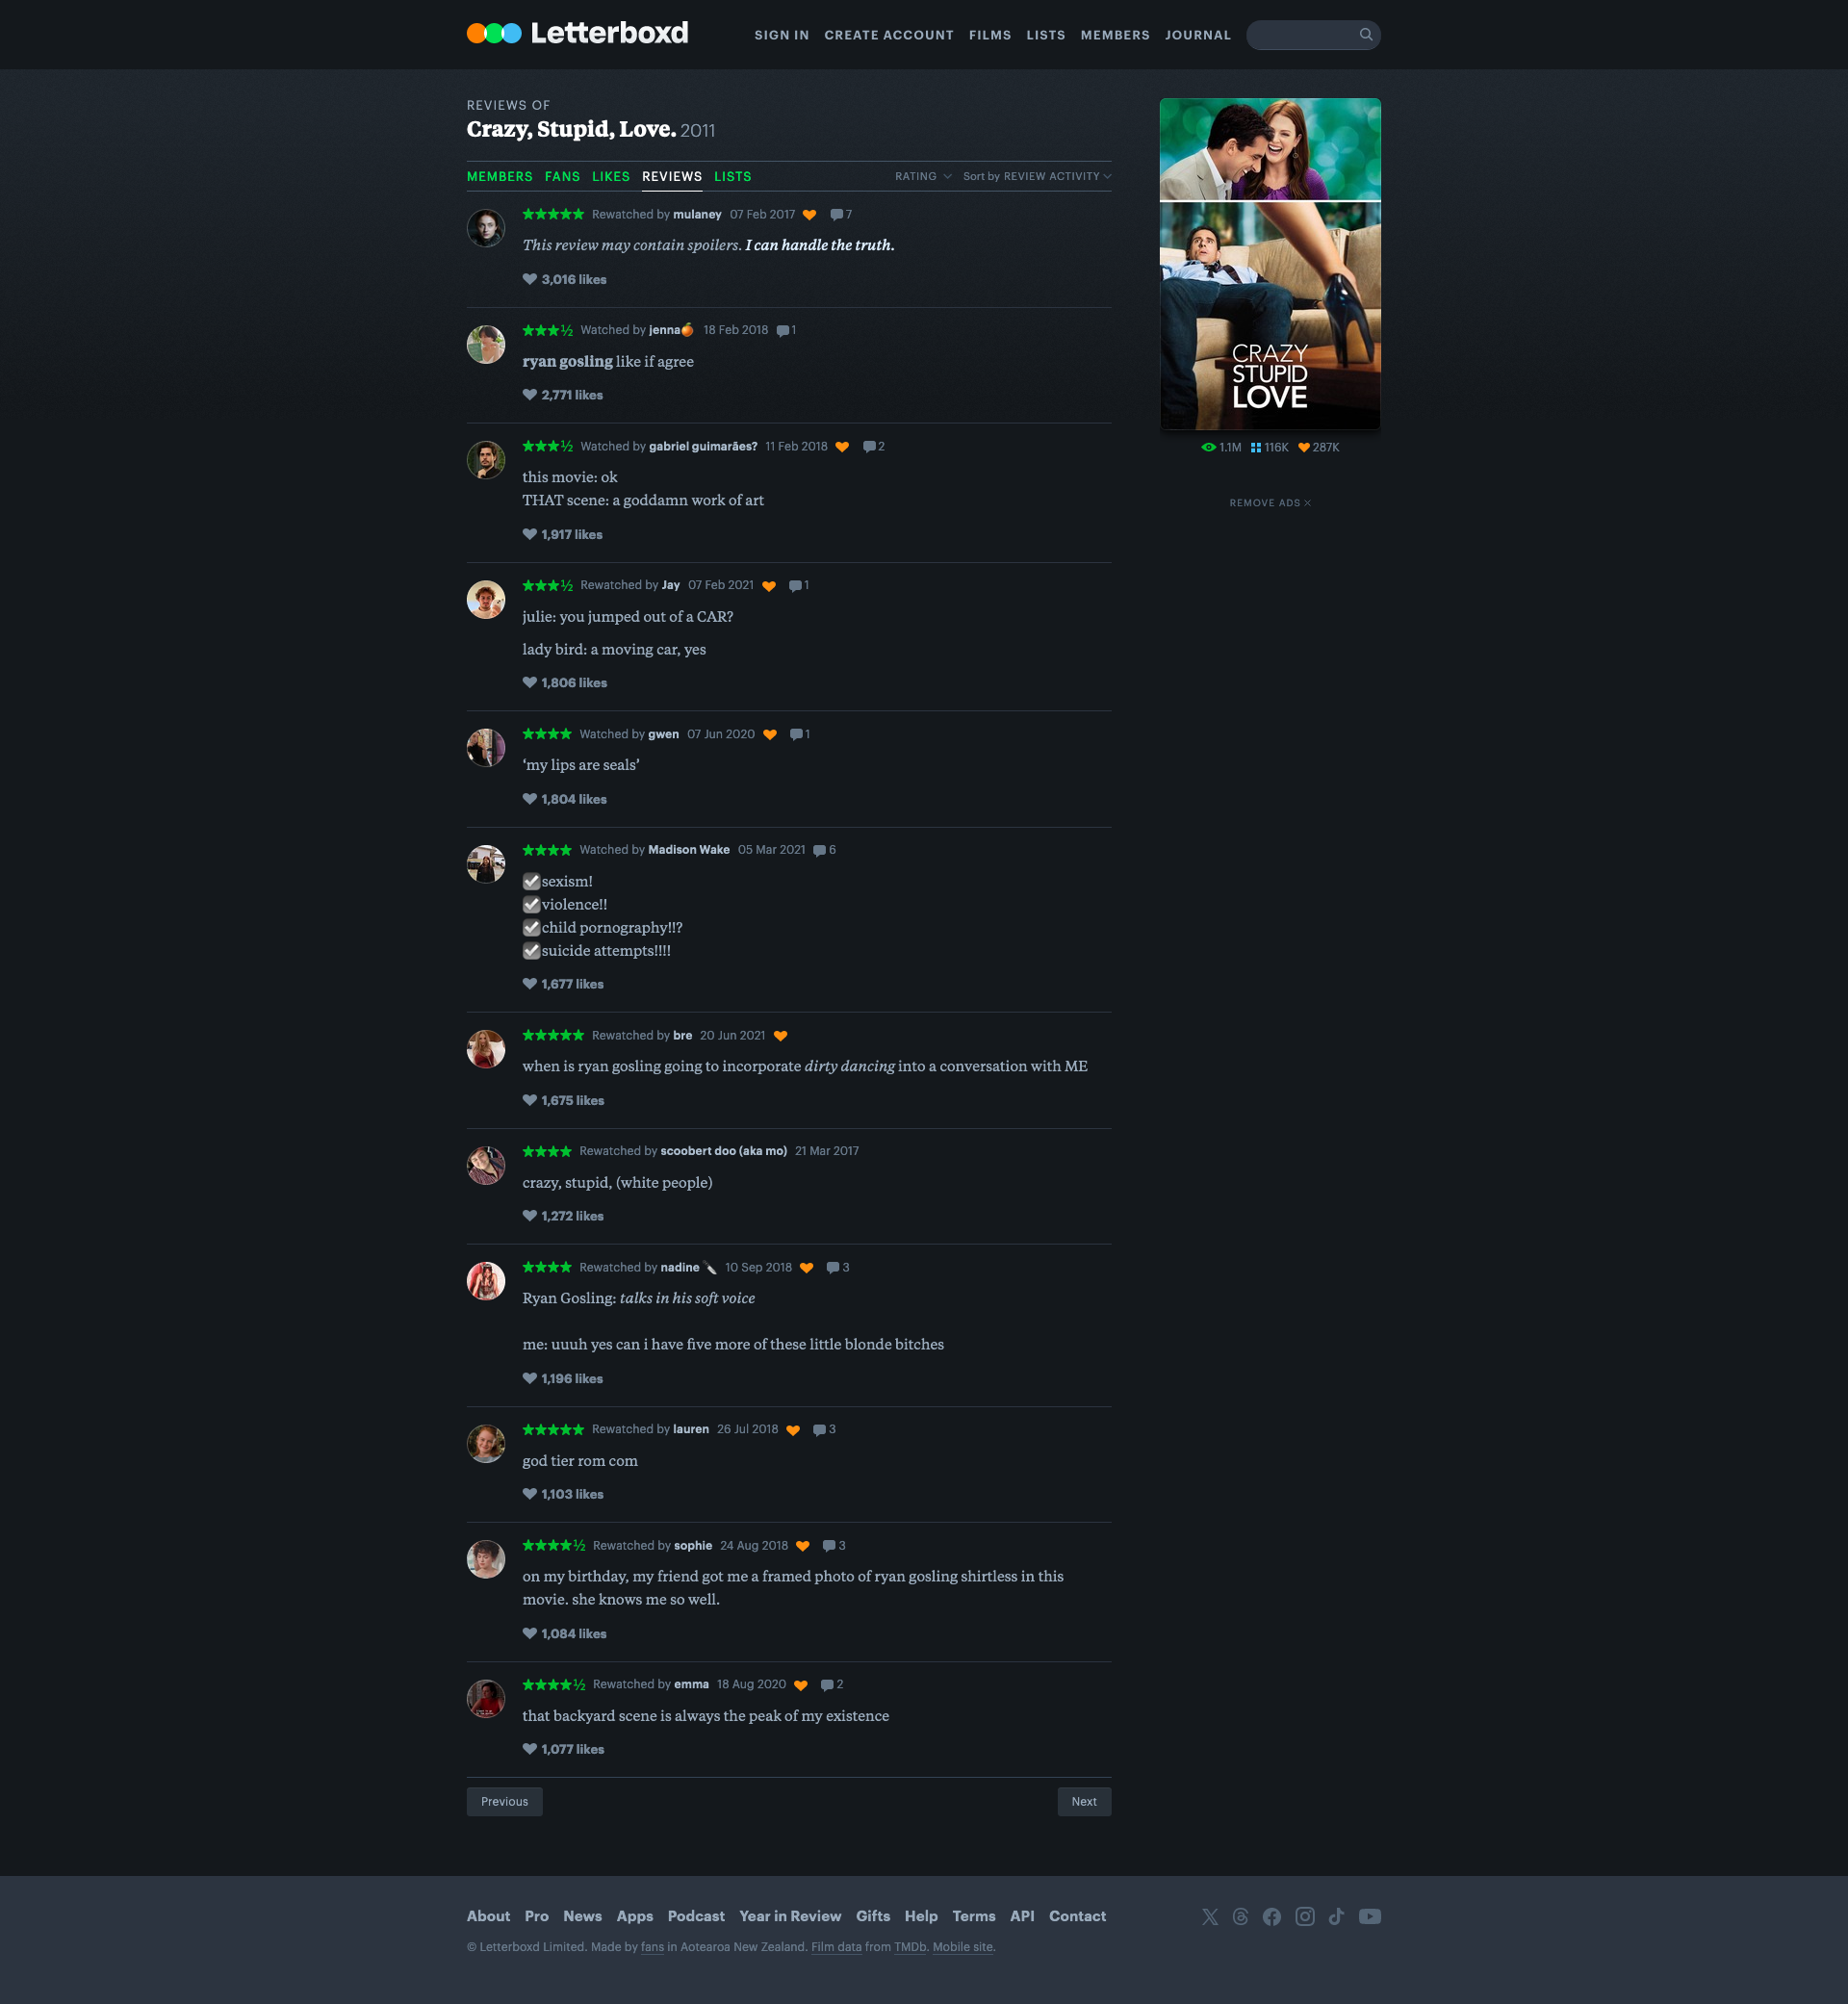 Letterboxd
SIGN IN CREATE ACCOUNT FILMS LISTS MEMBERS JOURNAL
REVIEWS OF
Crazy, Stupid, Love. 2011
MEMBERS FANS LIKES REVIEWS LISTS RATING Sort by REVIEW ACTIVITY
★★★★★ Rewatched by mulaney 07 Feb 2017 7
This review may contain spoilers. I can handle the truth.
3,016 likes
★★★½ Watched by jenna🍊 18 Feb 2018 1
ryan gosling like if agree
2,771 likes
★★★½ Watched by gabriel guimarães? 11 Feb 2018 2
this movie: ok
THAT scene: a goddamn work of art
1,917 likes
★★★½ Rewatched by Jay 07 Feb 2021 1
julie: you jumped out of a CAR?
lady bird: a moving car, yes
1,806 likes
★★★★ Watched by gwen 07 Jun 2020 1
‘my lips are seals’
1,804 likes
★★★★ Watched by Madison Wake 05 Mar 2021 6
☑️sexism!
☑️violence!!
☑️child pornography!!?
☑️suicide attempts!!!!
1,677 likes
★★★★★ Rewatched by bre 20 Jun 2021
when is ryan gosling going to incorporate dirty dancing into a conversation with ME
1,675 likes
★★★★ Rewatched by scoobert doo (aka mo) 21 Mar 2017
crazy, stupid, (white people)
1,272 likes
★★★★ Rewatched by nadine 🔪 10 Sep 2018 3
Ryan Gosling: talks in his soft voice
me: uuuh yes can i have five more of these little blonde bitches
1,196 likes
★★★★★ Rewatched by lauren 26 Jul 2018 3
god tier rom com
1,103 likes
★★★★½ Rewatched by sophie 24 Aug 2018 3
on my birthday, my friend got me a framed photo of ryan gosling shirtless in this
movie. she knows me so well.
1,084 likes
★★★★½ Rewatched by emma 18 Aug 2020 2
that backyard scene is always the peak of my existence
1,077 likes
Previous Next
CRAZY
STUPID
LOVE
1.1M 116K 287K
REMOVE ADS
About Pro News Apps Podcast Year in Review Gifts Help Terms API Contact
© Letterboxd Limited. Made by fans in Aotearoa New Zealand. Film data from TMDb. Mobile site.